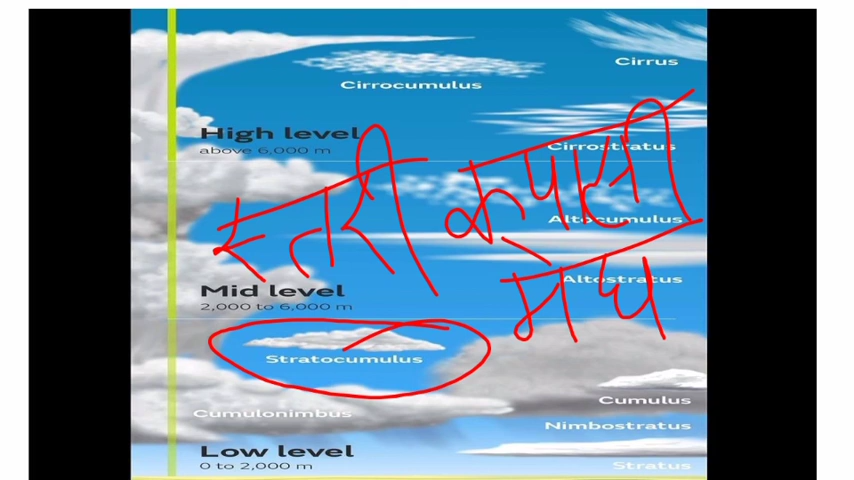 Cirrus
Cirrocumulus
High level
above 6,000 m
Cirrostratus
स्तरी कपासी
मेघ
Altocumulus
Altostratus
Mid level
2,000 to 6,000 m
Stratocumulus
Cumulus
Cumulonimbus
Nimbostratus
Low level
0 to 2,000 m
Stratus